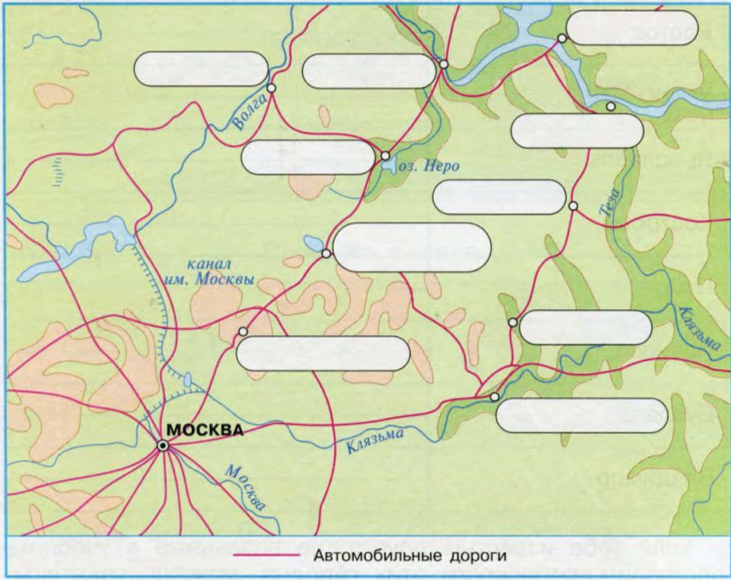 Волга
оз. Неро
Теза
канал
им. Москвы
Клязьма
МОСКВА
Клязьма
Москва
Автомобильные дороги